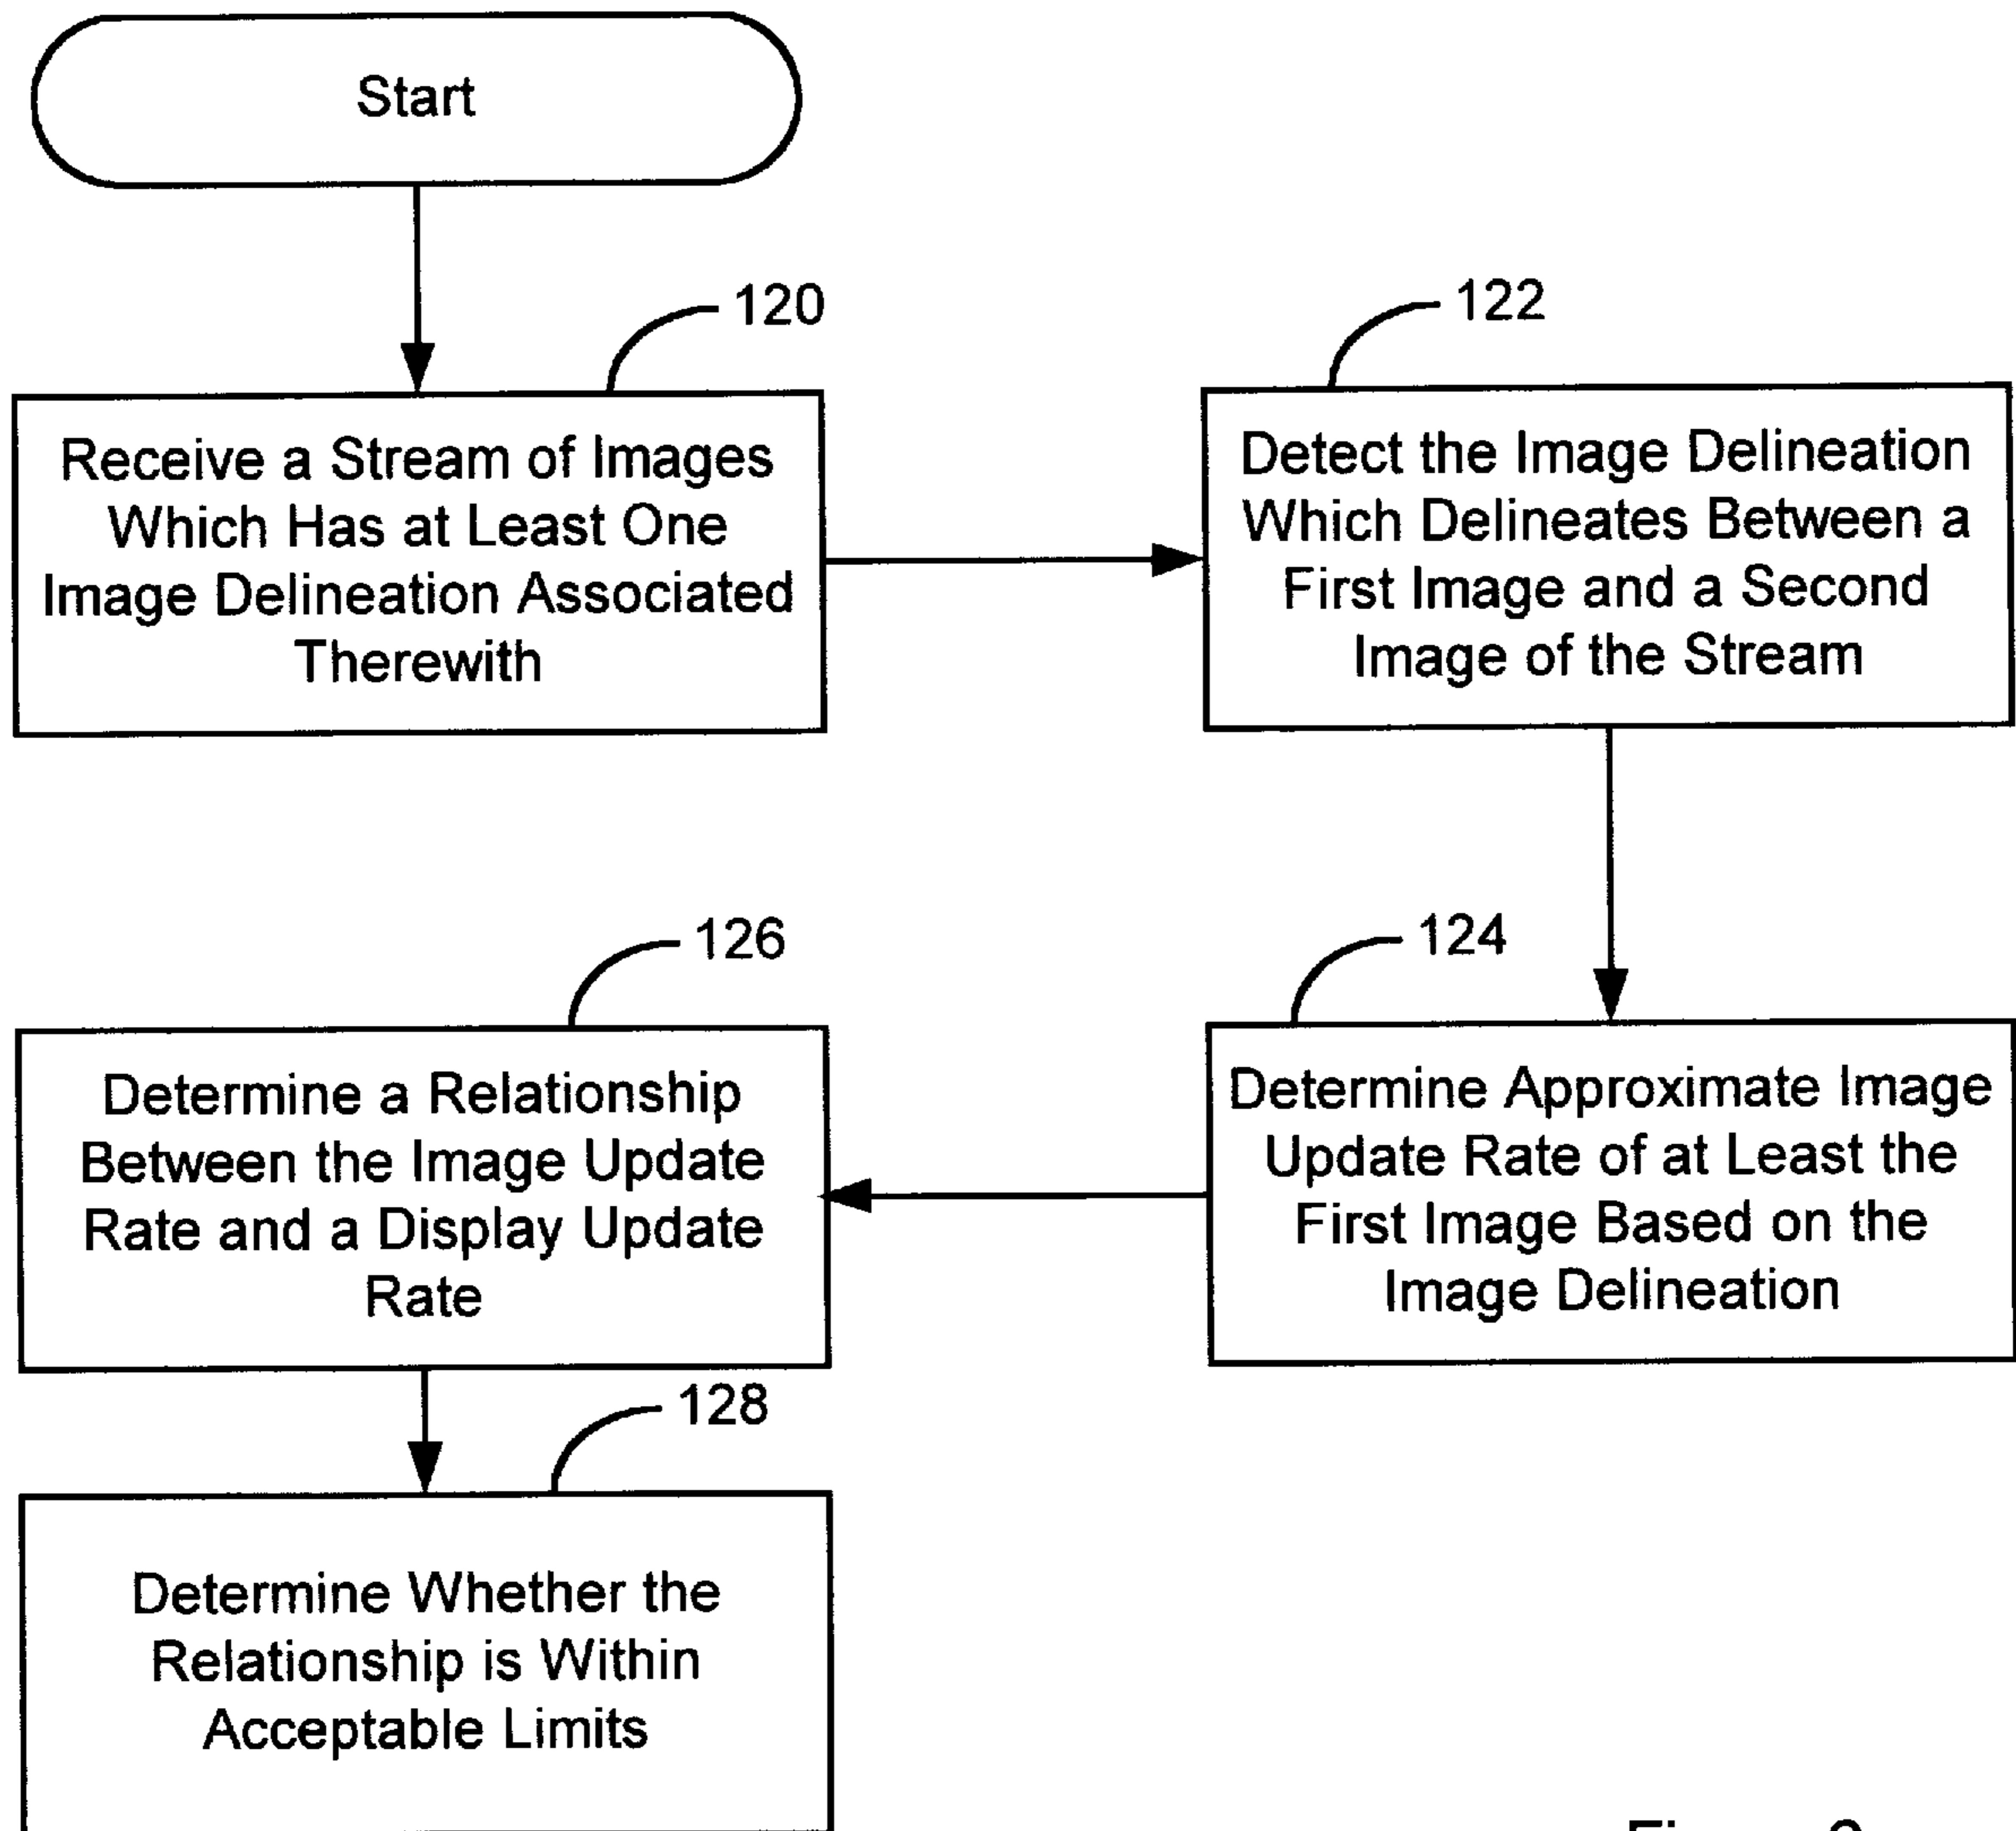 Start
120
Receive a Stream of Images
Which Has at Least One
Image Delineation Associated
Therewith
122
Detect the Image Delineation
Which Delineates Between a
First Image and a Second
Image of the Stream
124
Determine Approximate Image
Update Rate of at Least the
First Image Based on the
Image Delineation
126
Determine a Relationship
Between the Image Update
Rate and a Display Update
Rate
128
Determine Whether the
Relationship is Within
Acceptable Limits